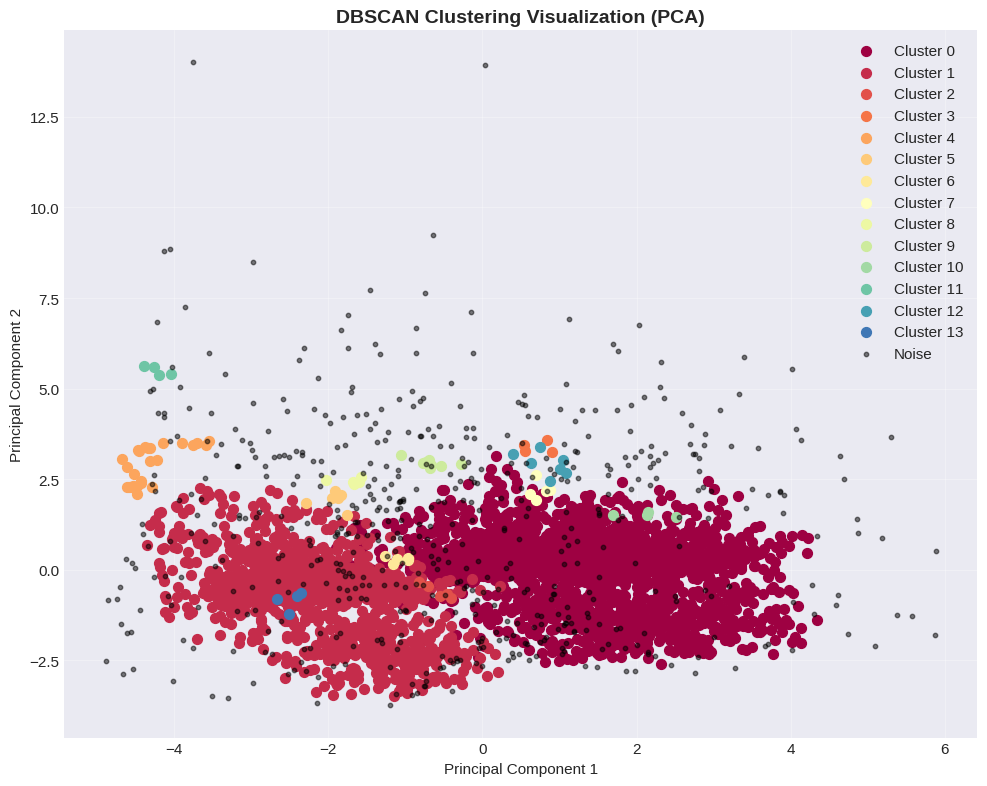 DBSCAN Clustering Visualization (PCA)
Cluster 0
Cluster 1
Cluster 2
Cluster 3
Cluster 4
Cluster 5
Cluster 6
Cluster 7
Cluster 8
Cluster 9
Cluster 10
Cluster 11
Cluster 12
Cluster 13
Noise
Principal Component 2
12.5
10.0
7.5
5.0
2.5
0.0
−2.5
−4
−2
0
2
4
6
Principal Component 1